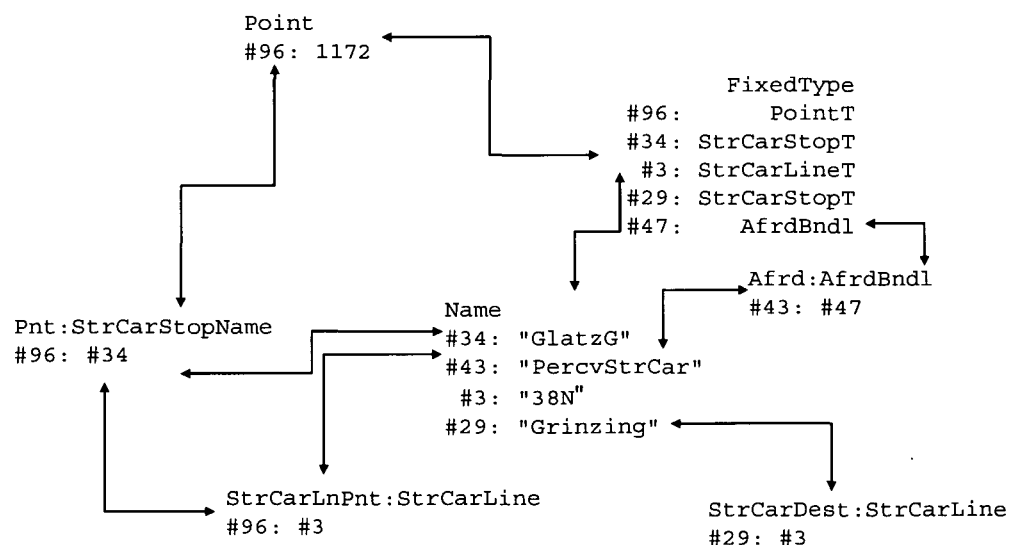 Point
#96: 1172
FixedType
#96: PointT
#34: StrCarStopT
#3: StrCarLineT
#29: StrCarStopT
#47: AfrdBndl
Afrd:AfrdBndl
#43: #47
Name
#34: "GlatzG"
#43: "PercvStrCar"
#3: "38N"
#29: "Grinzing"
Pnt:StrCarStopName
#96: #34
StrCarLnPnt:StrCarLine
#96: #3
StrCarDest:StrCarLine
#29: #3